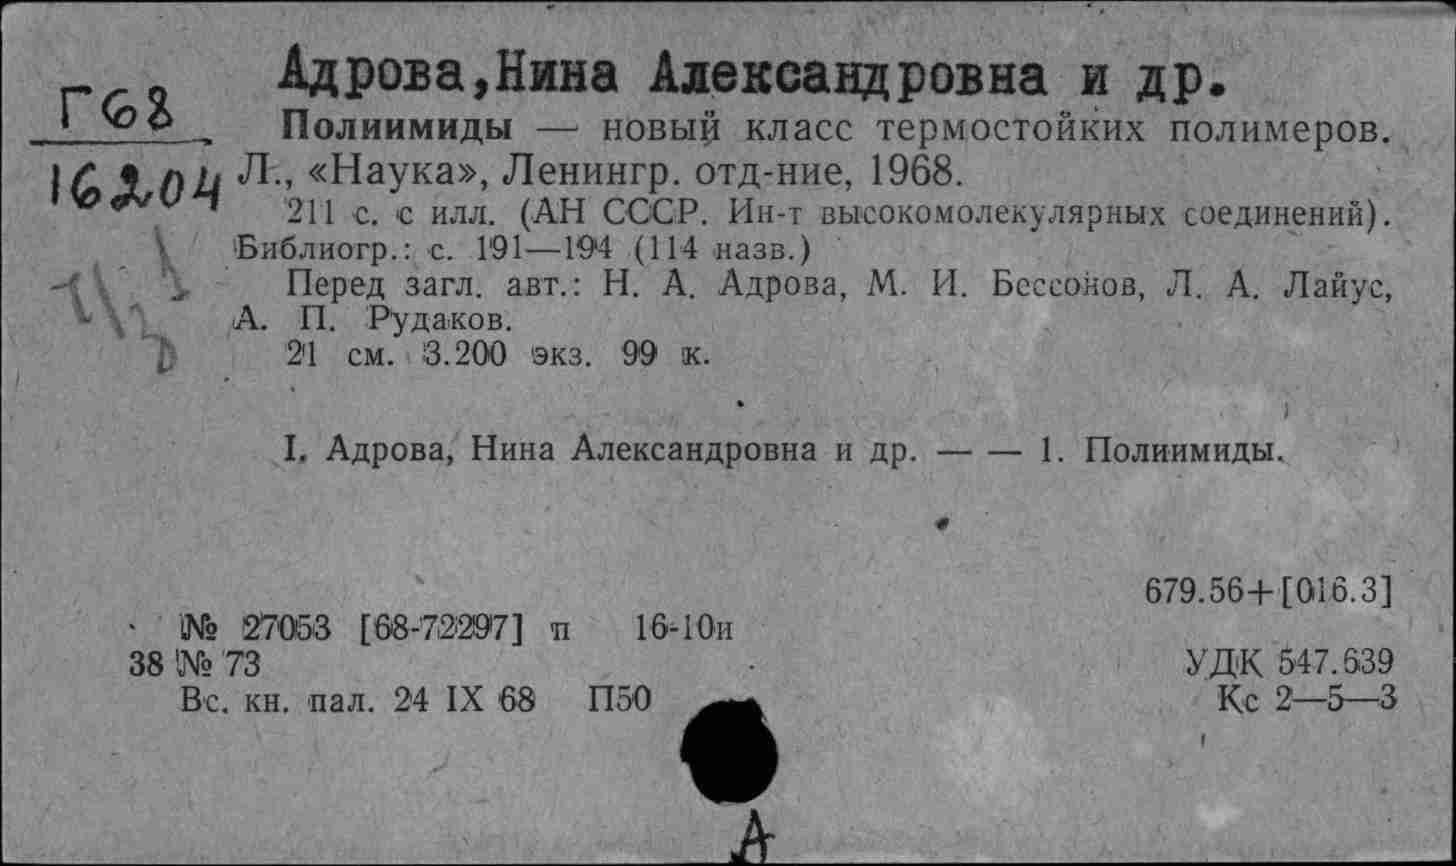 Адрова,Нина Александровна и др.
Г68
16204
Полиимиды — новый класс термостойких полимеров.
Л., «Наука», Ленингр. отд-ние, 1968.
211 с. с илл. (АН СССР. Ин-т высокомолекулярных соединений).
Библиогр.: с. 191—194 (114 назв.)
Перед загл. авт.: Н. А. Адрова, М. И. Бессонов, Л. А. Лайус,
А. П. Рудаков.
21 см. 3.200 экз. 99 к.
I. Адрова, Нина Александровна и др. — — 1. Полиимиды.
679.56+[016.3]
№ 27053 [68-72297] п 16-10и
38 № 73
УДК 547.639
Вс. кн. пал. 24 IX 68 П50
Кс 2—5—3
А